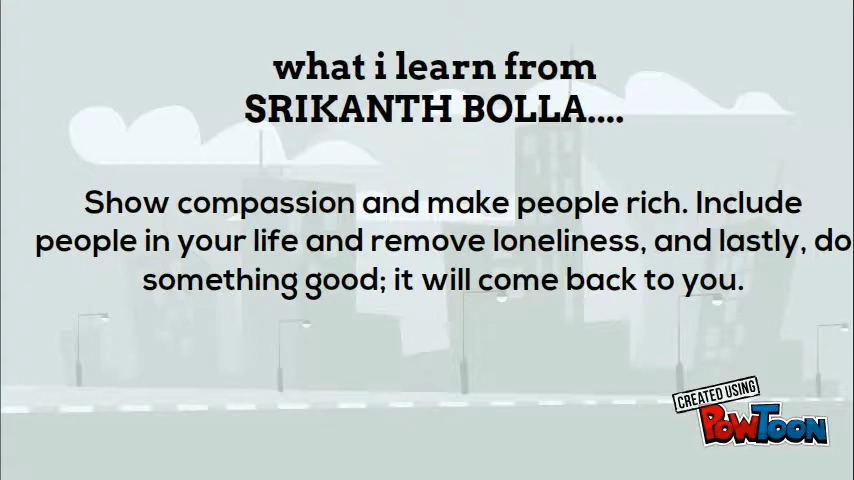 what i learn from
SRIKANTH BOLLA....
Show compassion and make people rich. Include
people in your life and remove loneliness, and lastly, do
something good; it will come back to you.
CREATED USING
POWTOON